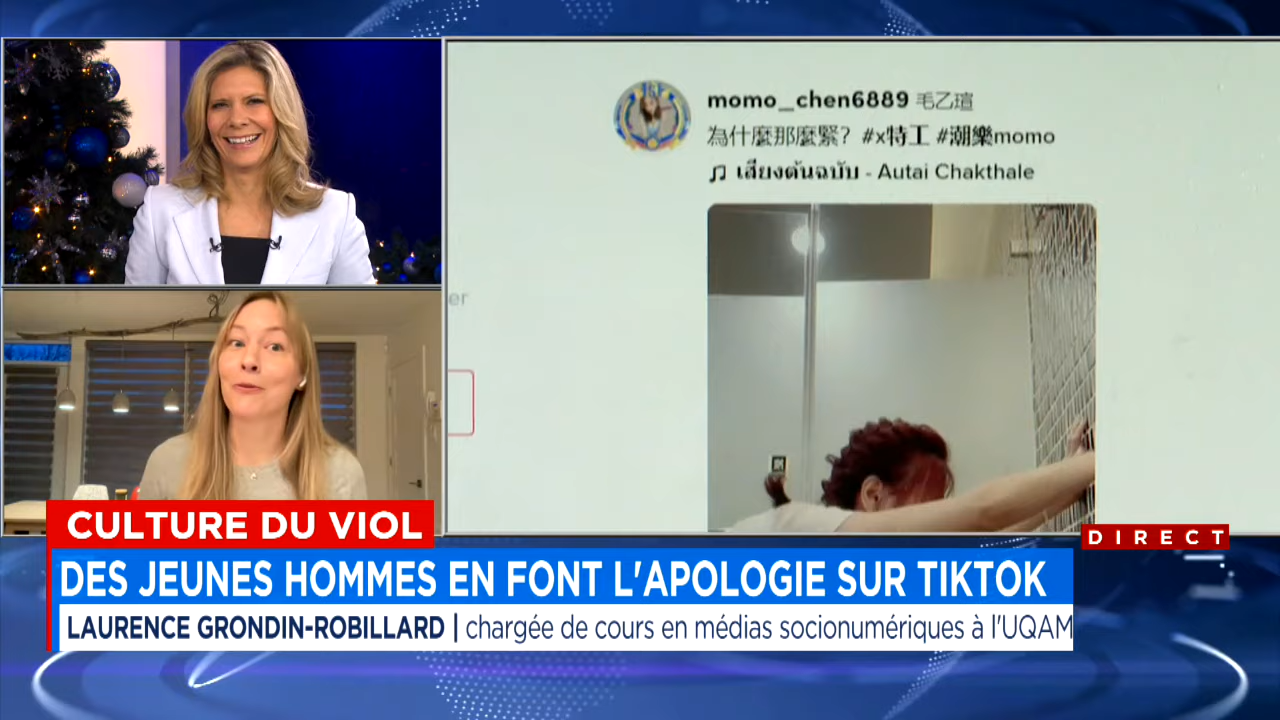 momo_chen6889 毛乙瑄
為什麼那麼緊? #x特工 #潮樂momo
♫ เสียงต้นฉบับ - Autai Chakthale
er
CULTURE DU VIOL
DIRECT
DES JEUNES HOMMES EN FONT L'APOLOGIE SUR TIKTOK
LAURENCE GRONDIN-ROBILLARD | chargée de cours en médias socionumériques à l'UQAM